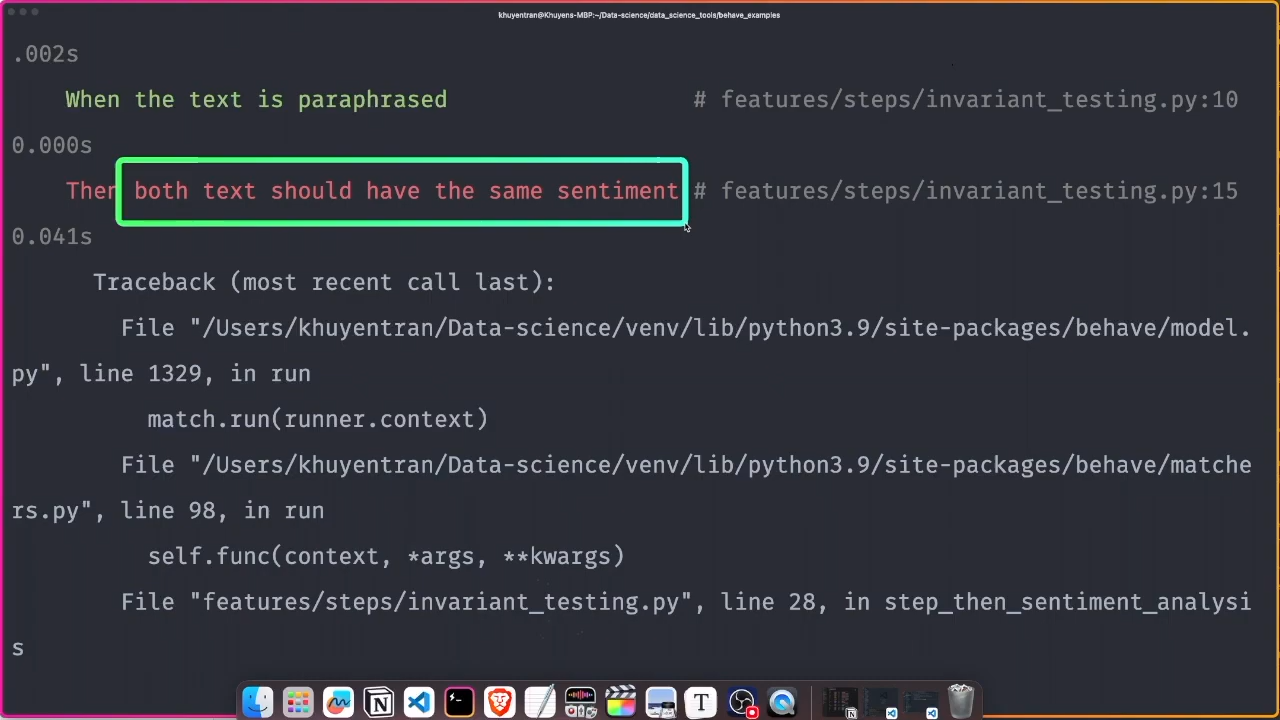 khuyentran@Khuyens-MBP:~/Data-science/data_science_tools/behave_examples
.002s
When the text is paraphrased # features/steps/invariant_testing.py:10
0.000s
Then both text should have the same sentiment # features/steps/invariant_testing.py:15
0.041s
Traceback (most recent call last):
File "/Users/khuyentran/Data-science/venv/lib/python3.9/site-packages/behave/model.
py", line 1329, in run
match.run(runner.context)
File "/Users/khuyentran/Data-science/venv/lib/python3.9/site-packages/behave/matche
rs.py", line 98, in run
self.func(context, *args, **kwargs)
File "features/steps/invariant_testing.py", line 28, in step_then_sentiment_analysi
s